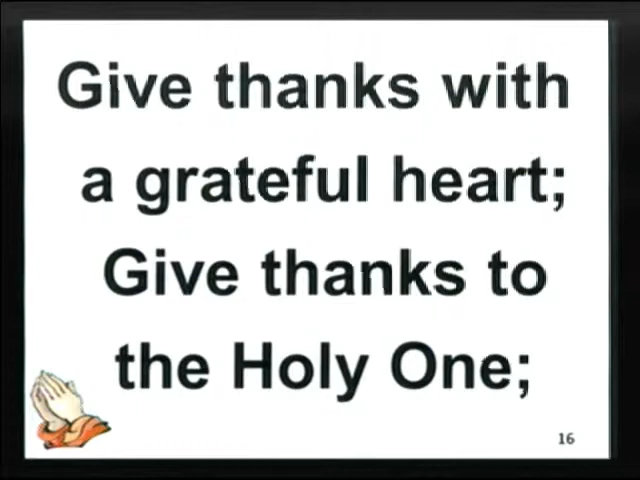 Give thanks with
a grateful heart;
Give thanks to
the Holy One;
16